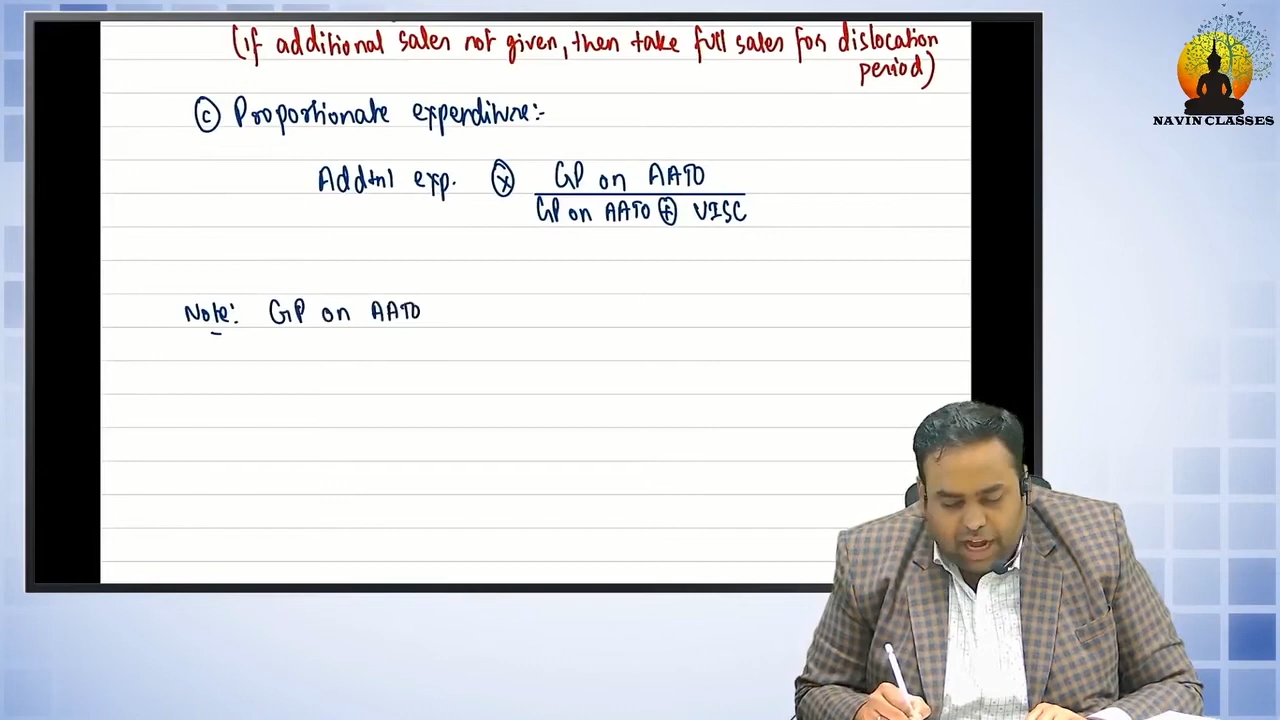 (if additional sales not given, then take full sales for dislocation
period)
NAVIN CLASSES
(c) Proportionate expenditure:-
Addtnl exp. (x) GP on AATO
GP on AATO (+) UISC
Note: GP on AATO